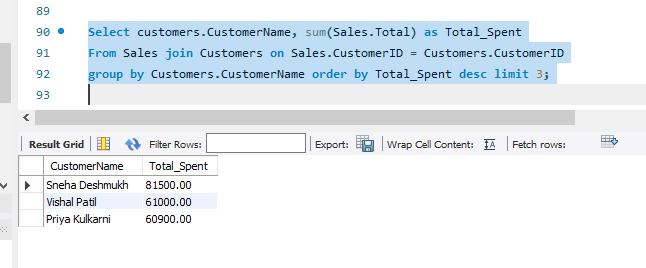 89
90 Select customers.CustomerName, sum(Sales.Total) as Total_Spent
91 From Sales join Customers on Sales.CustomerID = Customers.CustomerID
92 group by Customers.CustomerName order by Total_Spent desc limit 3;
93
Result Grid Filter Rows: Export: Wrap Cell Content: Fetch rows:
CustomerName Total_Spent
Sneha Deshmukh 81500.00
Vishal Patil 61000.00
Priya Kulkarni 60900.00